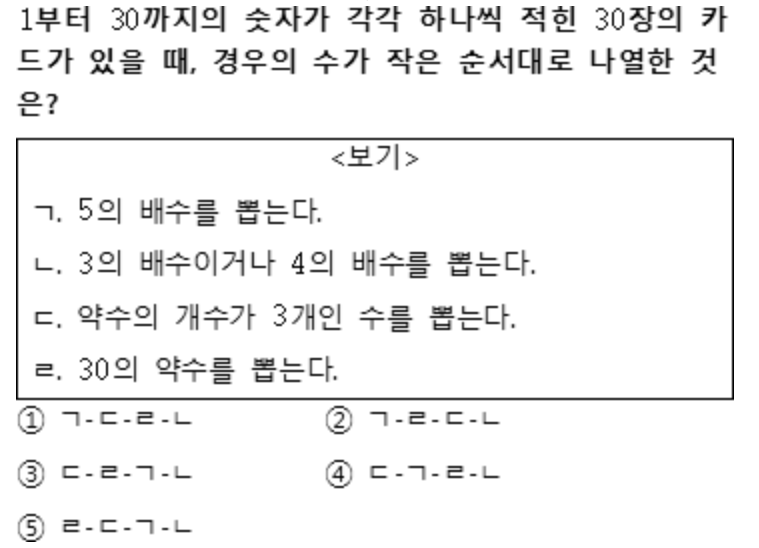 1부터 30까지의 숫자가 각각 하나씩 적힌 30장의 카
드가 있을 때, 경우의 수가 작은 순서대로 나열한 것
은?
<보기>
ㄱ. 5의 배수를 뽑는다.
ㄴ. 3의 배수이거나 4의 배수를 뽑는다.
ㄷ. 약수의 개수가 3개인 수를 뽑는다.
ㄹ. 30의 약수를 뽑는다.
① ㄱ-ㄷ-ㄹ-ㄴ ② ㄱ-ㄹ-ㄷ-ㄴ
③ ㄷ-ㄹ-ㄱ-ㄴ ④ ㄷ-ㄱ-ㄹ-ㄴ
⑤ ㄹ-ㄷ-ㄱ-ㄴ